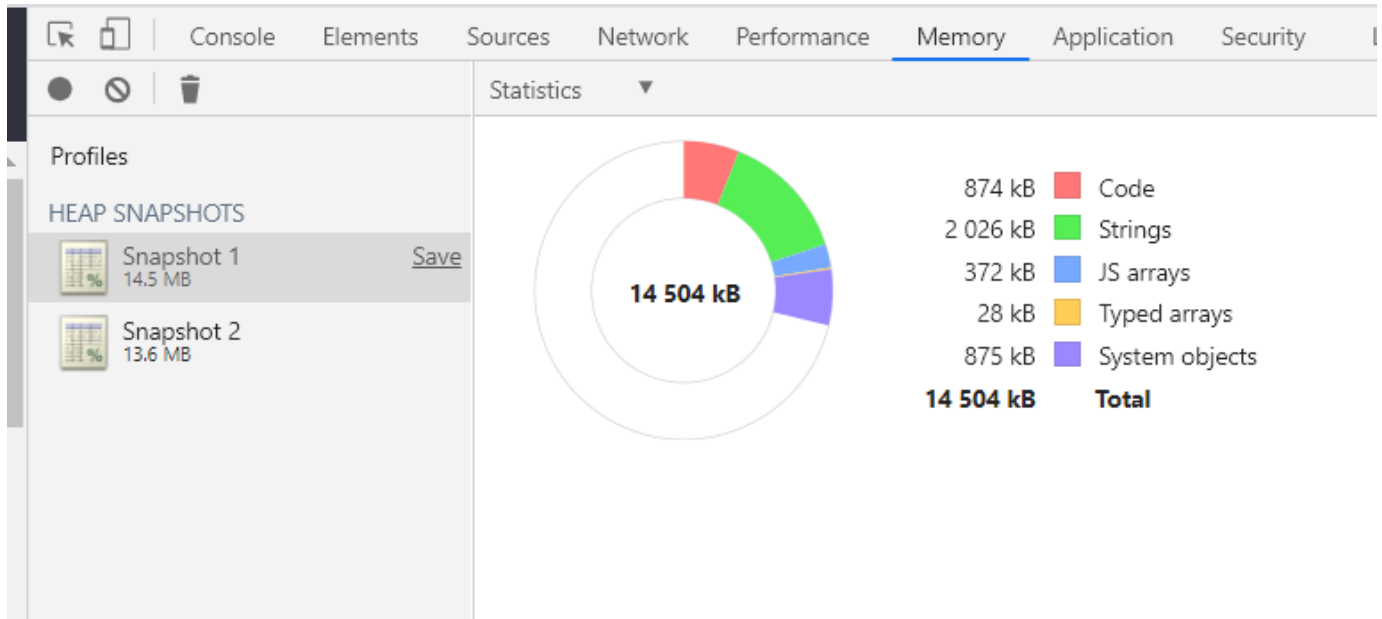 Console Elements Sources Network Performance Memory Application Security
Statistics
Profiles
HEAP SNAPSHOTS
Snapshot 1
Save
14.5 MB
Snapshot 2
13.6 MB
14 504 kB
874 kB Code
2 026 kB Strings
372 kB JS arrays
28 kB Typed arrays
875 kB System objects
14 504 kB Total